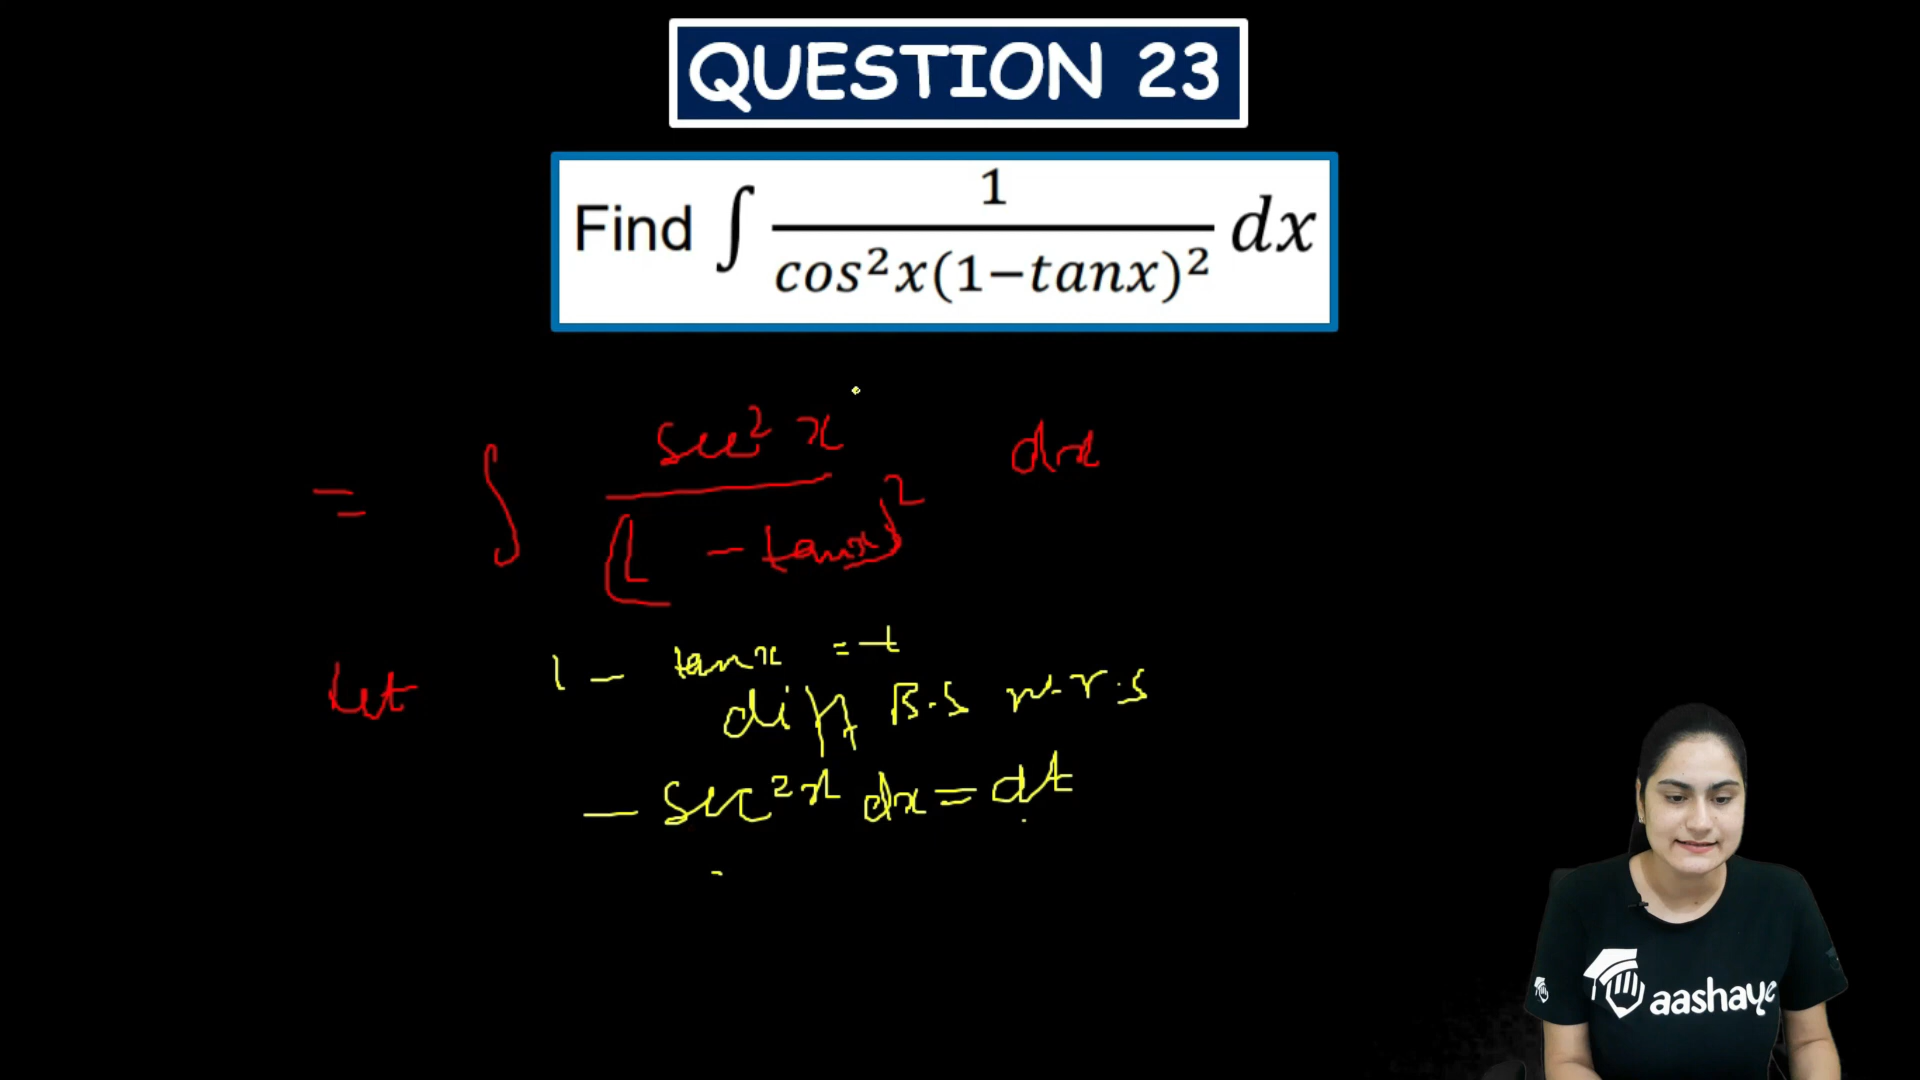 QUESTION 23
Find ∫ 1/(cos²x(1−tanx)²) dx
= ∫ sec² x / (1 − tanx)² dx
Let 1 − tanx = t
diff B.S w.r.s
− sec²x dx = dt
-
aashaye